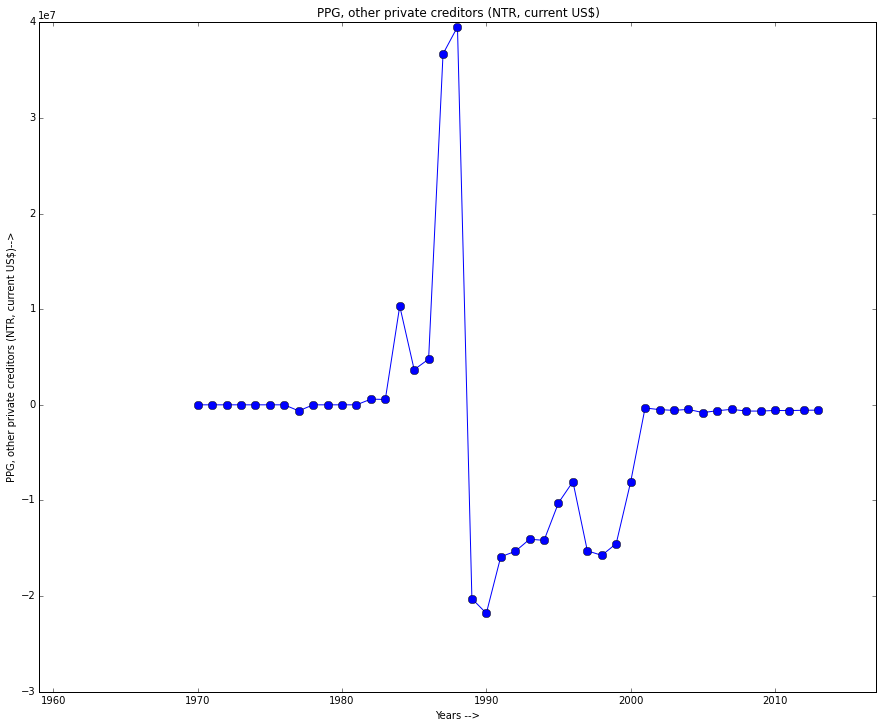 PPG, other private creditors (NTR, current US$)
1e7
4
3
2
1
0
−1
−2
−3
PPG, other private creditors (NTR, current US$)-->
1960 1970 1980 1990 2000 2010
Years -->